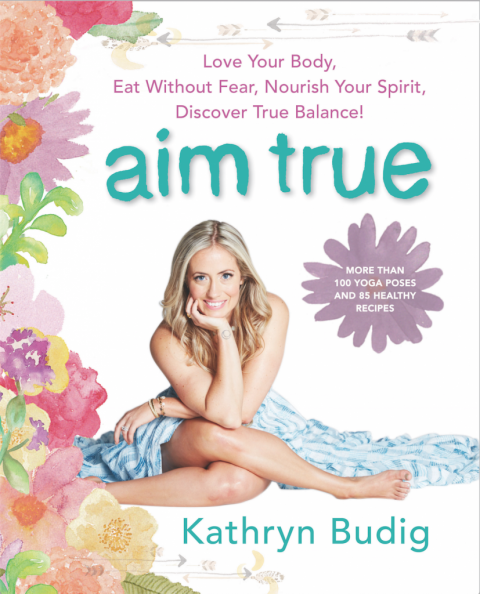 Love Your Body,
Eat Without Fear, Nourish Your Spirit,
Discover True Balance!
aim true
MORE THAN
100 YOGA POSES
AND 85 HEALTHY
RECIPES
Kathryn Budig